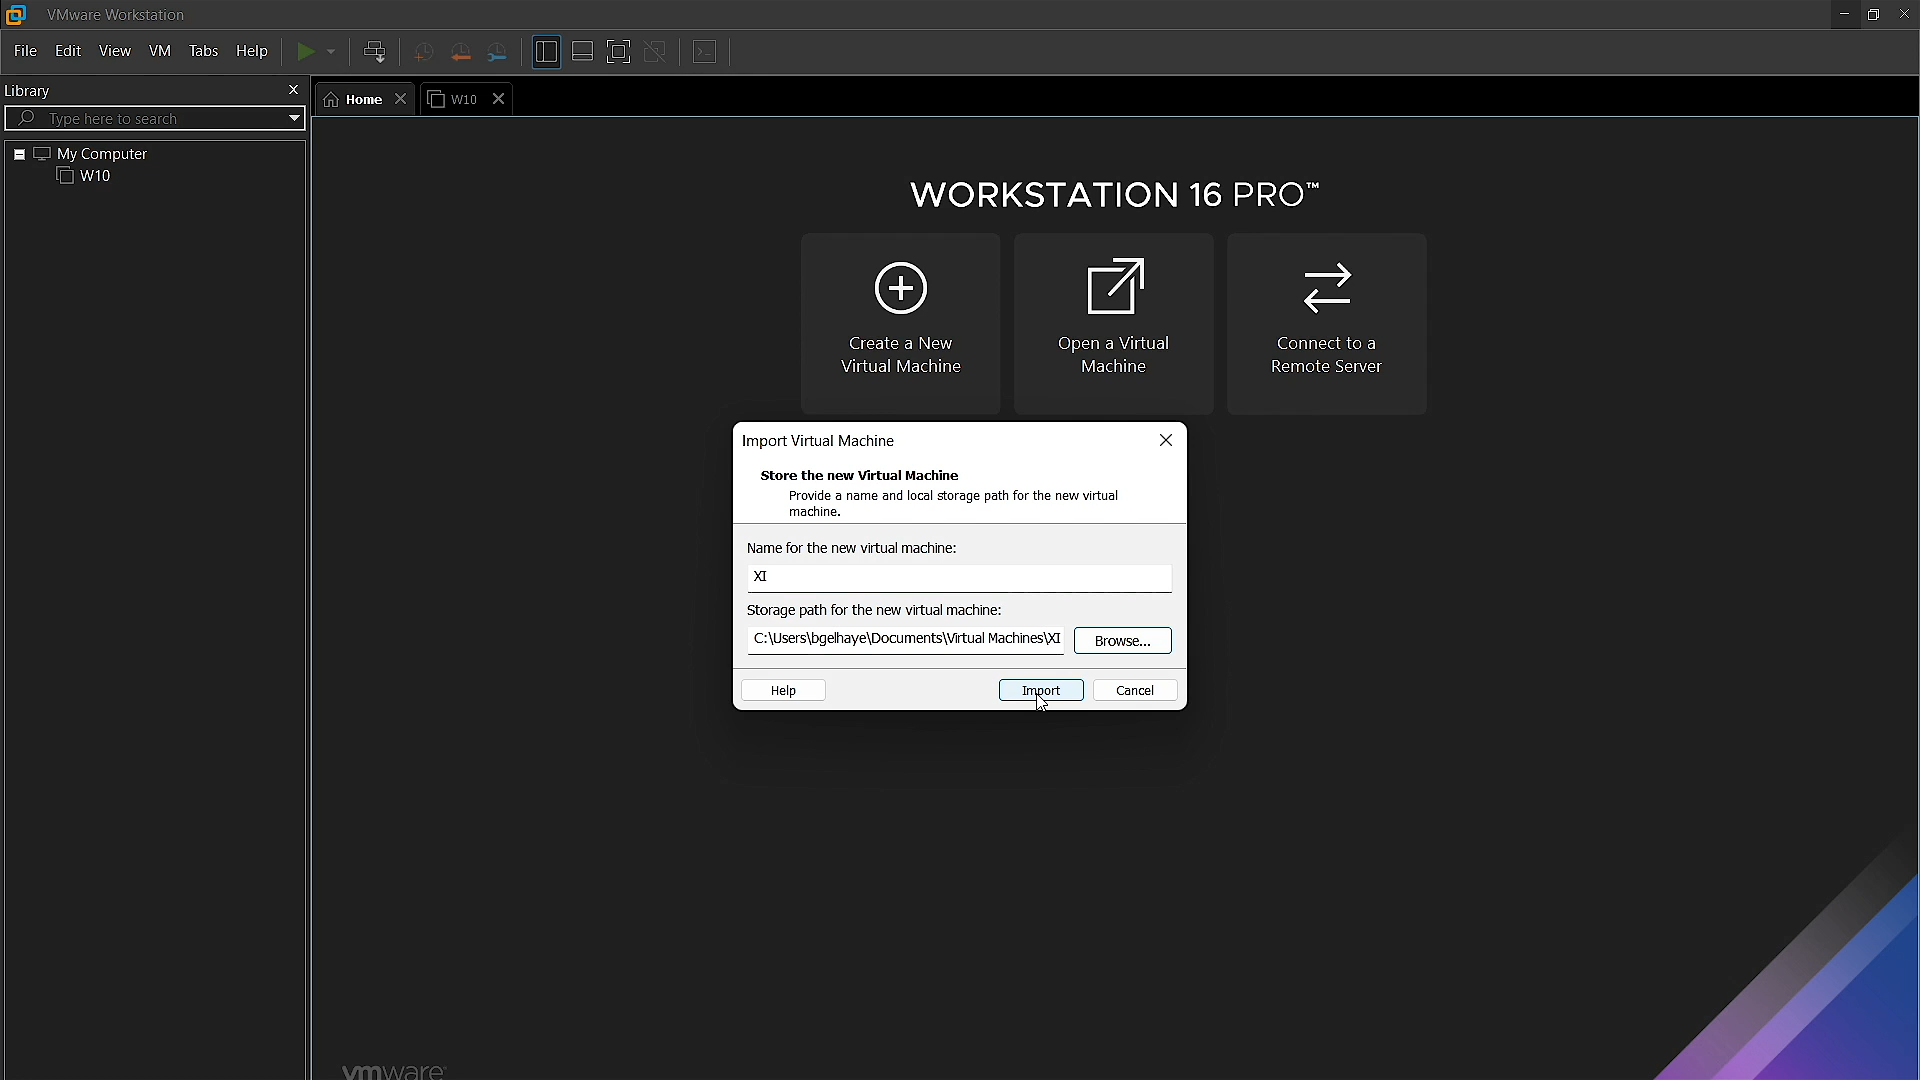 VMware Workstation
File Edit View VM Tabs Help
Library
Type here to search
Home
W10
My Computer
W10
WORKSTATION 16 PRO™
Create a New
Virtual Machine
Open a Virtual
Machine
Connect to a
Remote Server
Import Virtual Machine
Store the new Virtual Machine
Provide a name and local storage path for the new virtual
machine.
Name for the new virtual machine:
XI
Storage path for the new virtual machine:
C:\Users\bgelhaye\Documents\Virtual Machines\XI
Browse...
Help
Import
Cancel
vmware